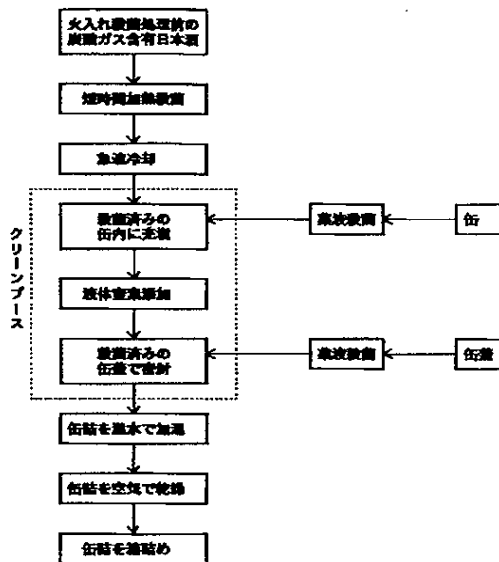 火入れ殺菌処理前の
炭酸ガス含有日本酒
短時間加熱殺菌
急速冷却
クリーンブース
殺菌済みの
缶内に充填
薬液殺菌
缶
液体窒素添加
殺菌済みの
缶蓋で密封
薬液殺菌
缶蓋
缶詰を温水で加温
缶詰を空気で乾燥
缶詰を箱詰め